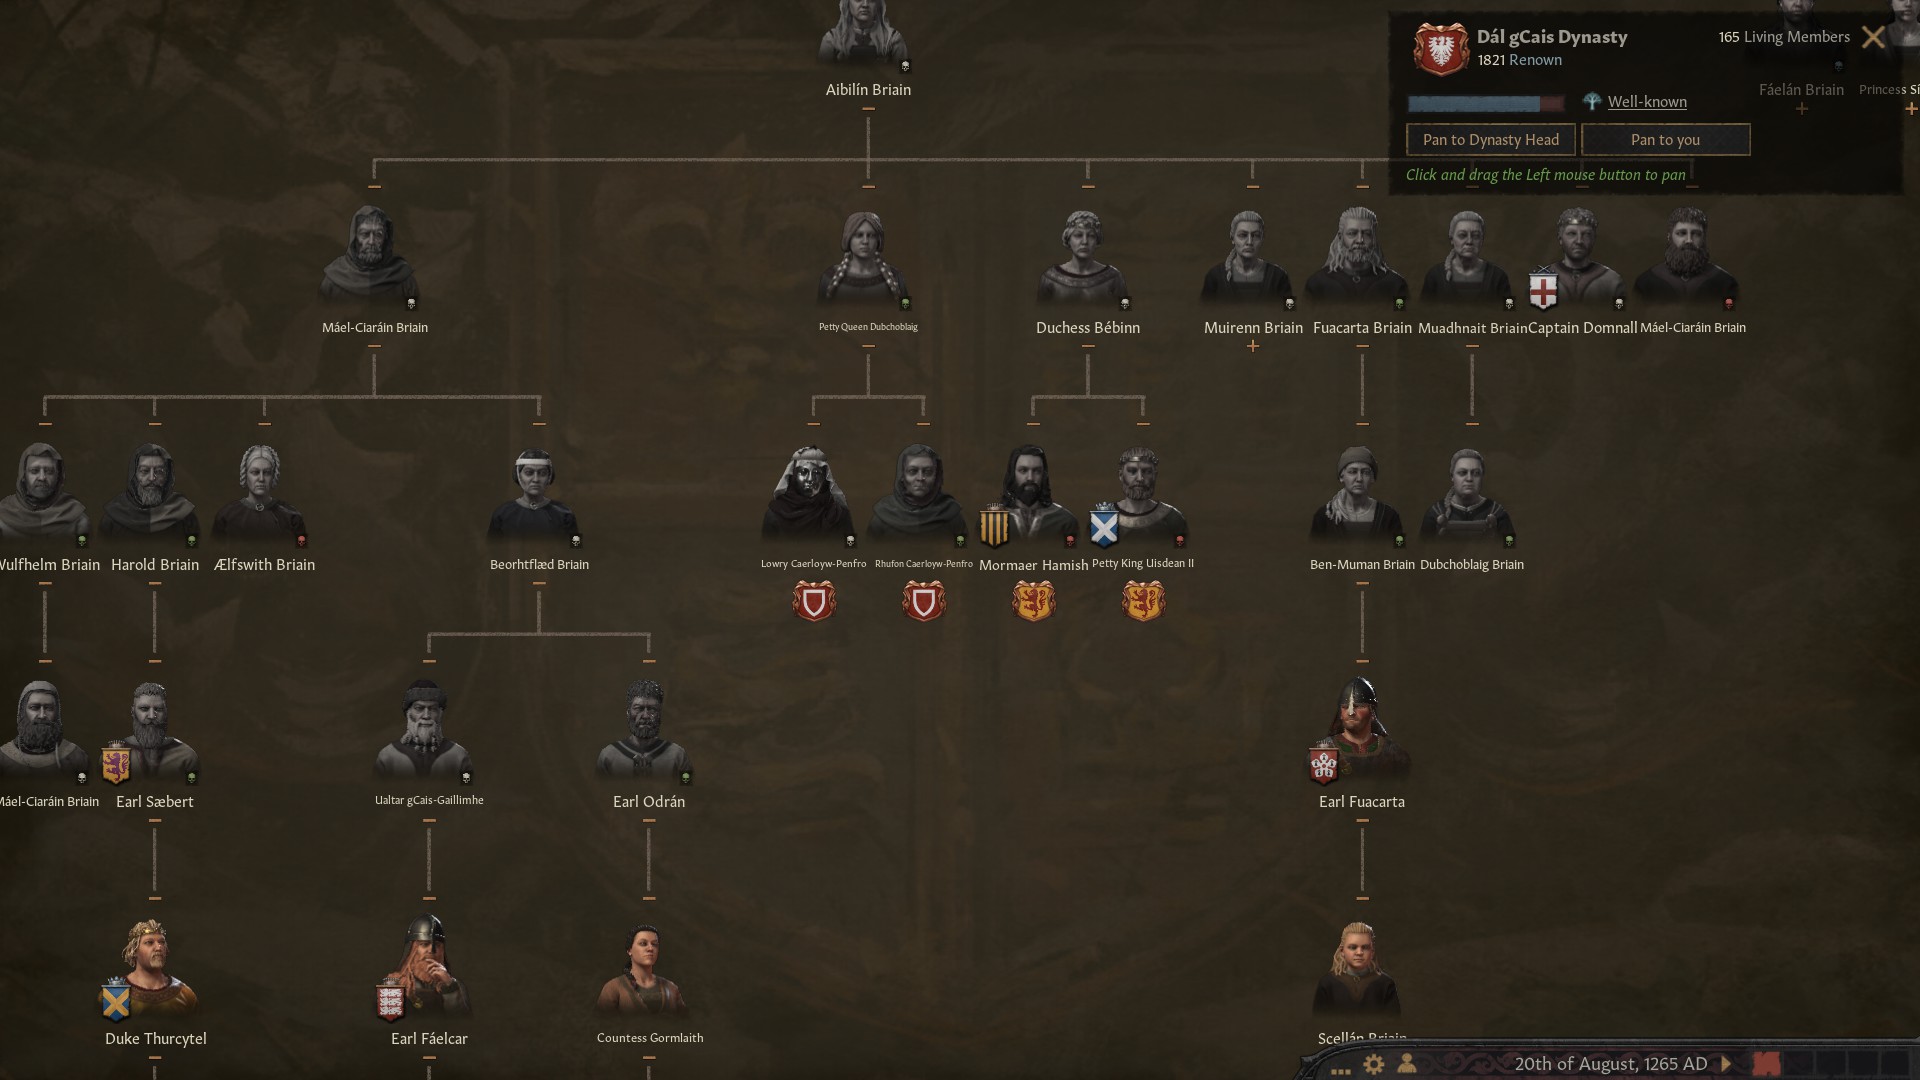 Dál gCais Dynasty
165 Living Members
1821 Renown
Well-known
Pan to Dynasty Head
Pan to you
Click and drag the Left mouse button to pan
Aibilín Briain
Fáelán Briain
Princess Sí
Máel-Ciaráin Briain
Petty Queen Dubchoblaig
Duchess Bébinn
Muirenn Briain
Fuacarta Briain
Muadhnait Briain
Captain Domnall
Máel-Ciaráin Briain
Wulfhelm Briain
Harold Briain
Ælfswith Briain
Beorhtflæd Briain
Lowry Caerloyw-Penfro
Rhufon Caerloyw-Penfro
Mormaer Hamish
Petty King Uisdean II
Ben-Muman Briain
Dubchoblaig Briain
Máel-Ciaráin Briain
Earl Sæbert
Ualtar gCais-Gaillimhe
Earl Odrán
Earl Fuacarta
Duke Thurcytel
Earl Fáelcar
Countess Gormlaith
Scellán Briain
20th of August, 1265 AD